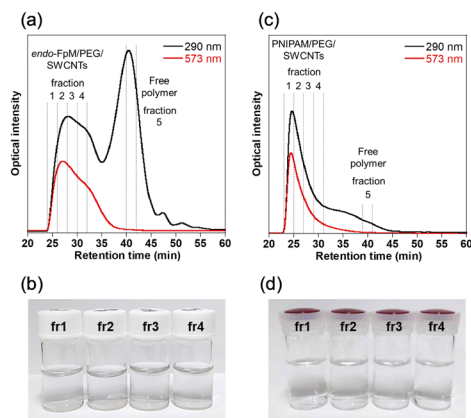 (a)
endo-FpM/PEG/
SWCNTs
fraction
1 2 3 4
290 nm
573 nm
Free
polymer
fraction
5
Optical intensity
20 25 30 35 40 45 50 55 60
Retention time (min)
(c)
PNIPAM/PEG/
SWCNTs
fraction
1 2 3 4
290 nm
573 nm
Free
polymer
fraction
5
Optical intensity
20 25 30 35 40 45 50 55 60
Retention time (min)
(b)
fr1 fr2 fr3 fr4
(d)
fr1 fr2 fr3 fr4